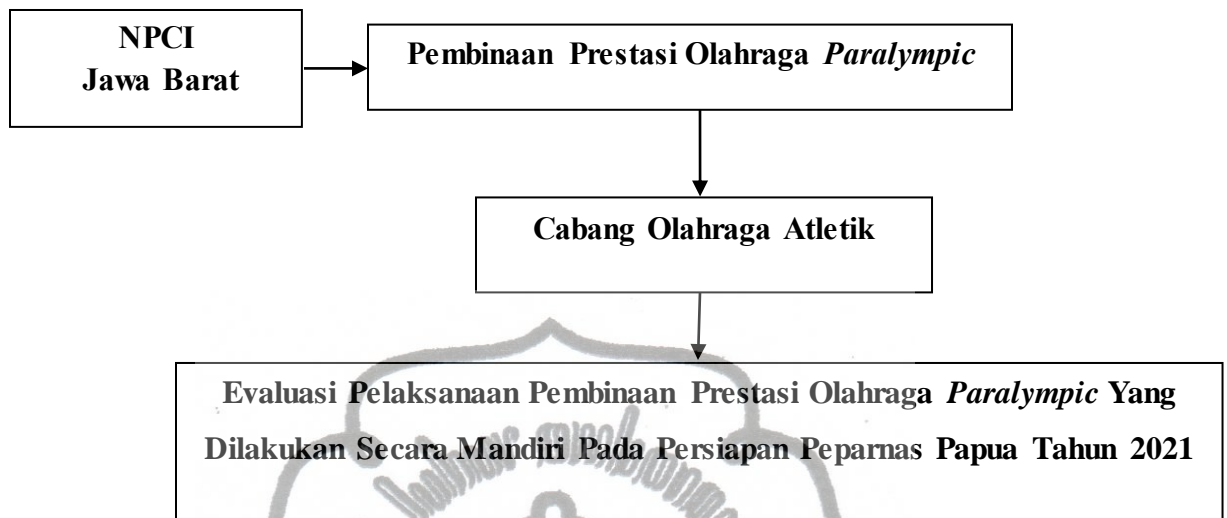 NPCI
Jawa Barat
Pembinaan Prestasi Olahraga Paralympic
Cabang Olahraga Atletik
Evaluasi Pelaksanaan Pembinaan Prestasi Olahraga Paralympic Yang
Dilakukan Secara Mandiri Pada Persiapan Peparnas Papua Tahun 2021